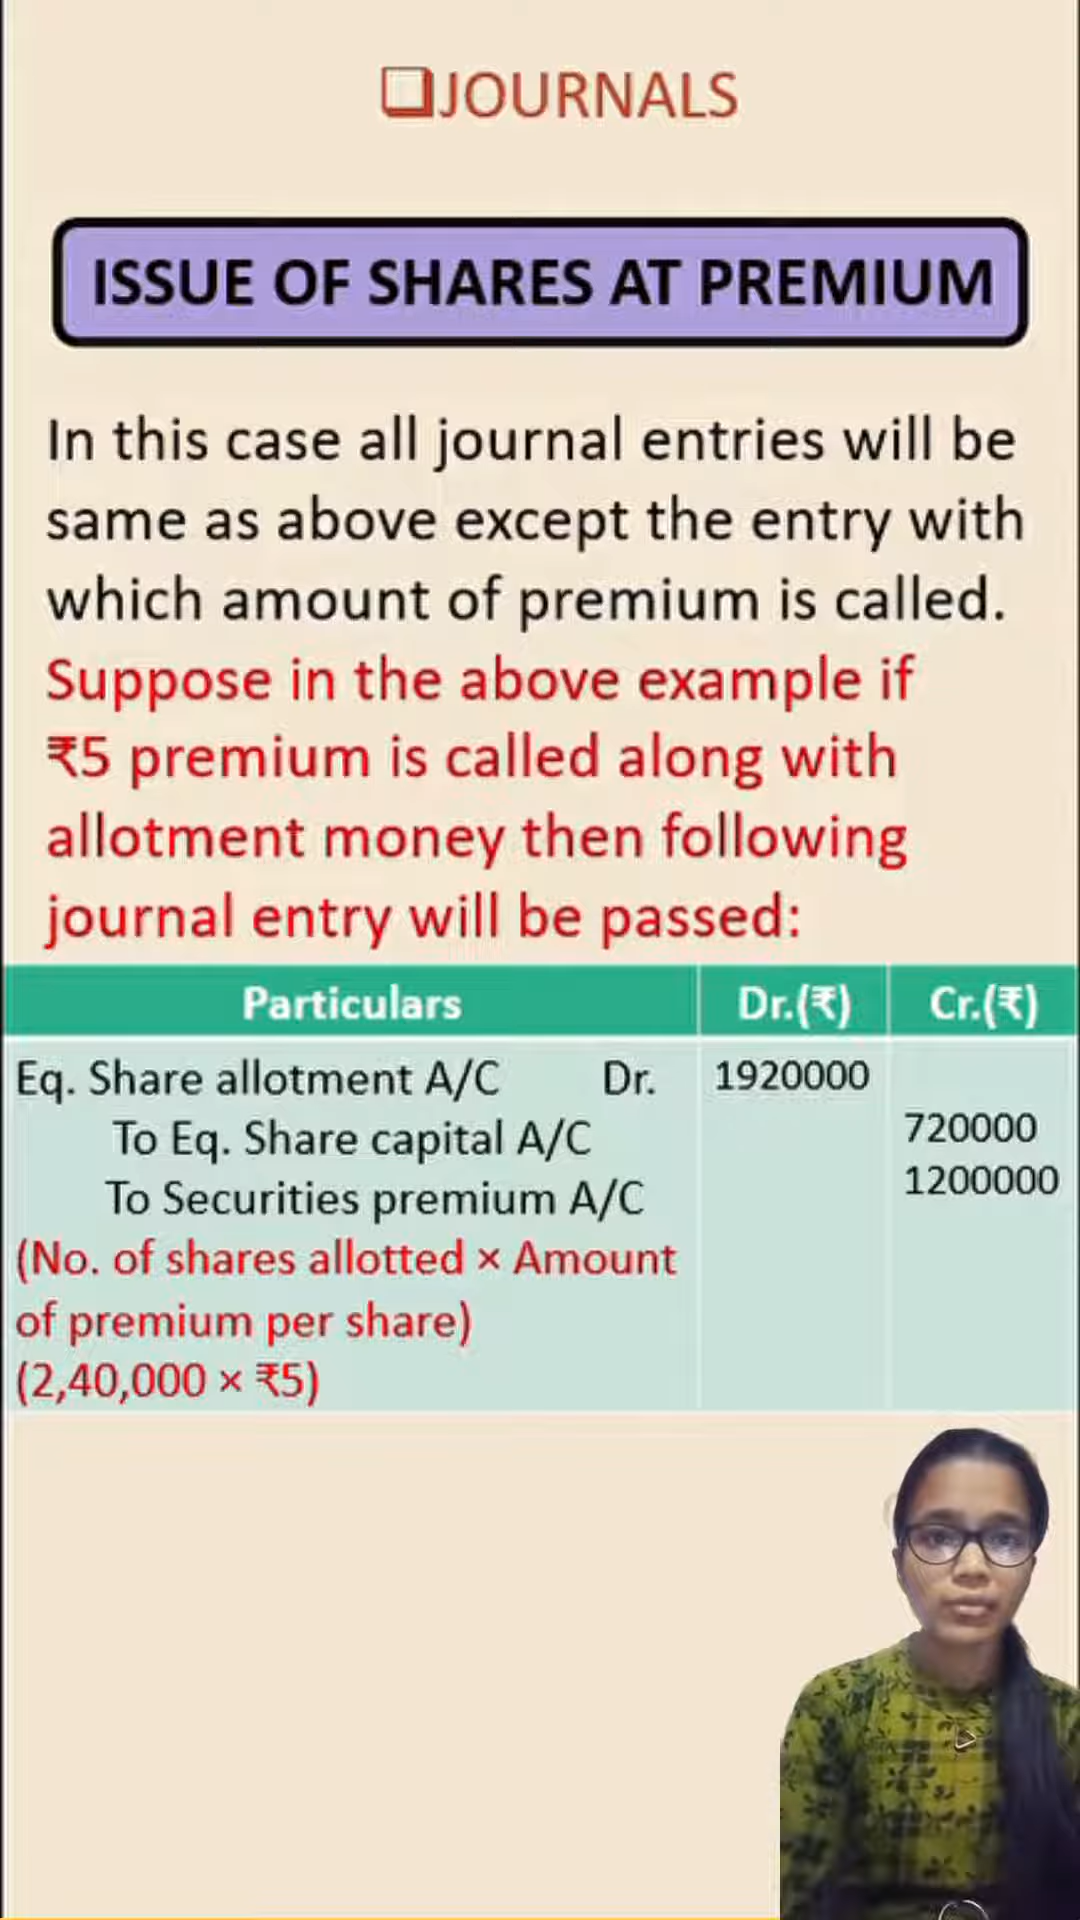 ❑JOURNALS
ISSUE OF SHARES AT PREMIUM
In this case all journal entries will be
same as above except the entry with
which amount of premium is called.
Suppose in the above example if
₹5 premium is called along with
allotment money then following
journal entry will be passed:
Particulars Dr.(₹) Cr.(₹)
Eq. Share allotment A/C Dr. 1920000
To Eq. Share capital A/C 720000
To Securities premium A/C 1200000
(No. of shares allotted × Amount
of premium per share)
(2,40,000 × ₹5)